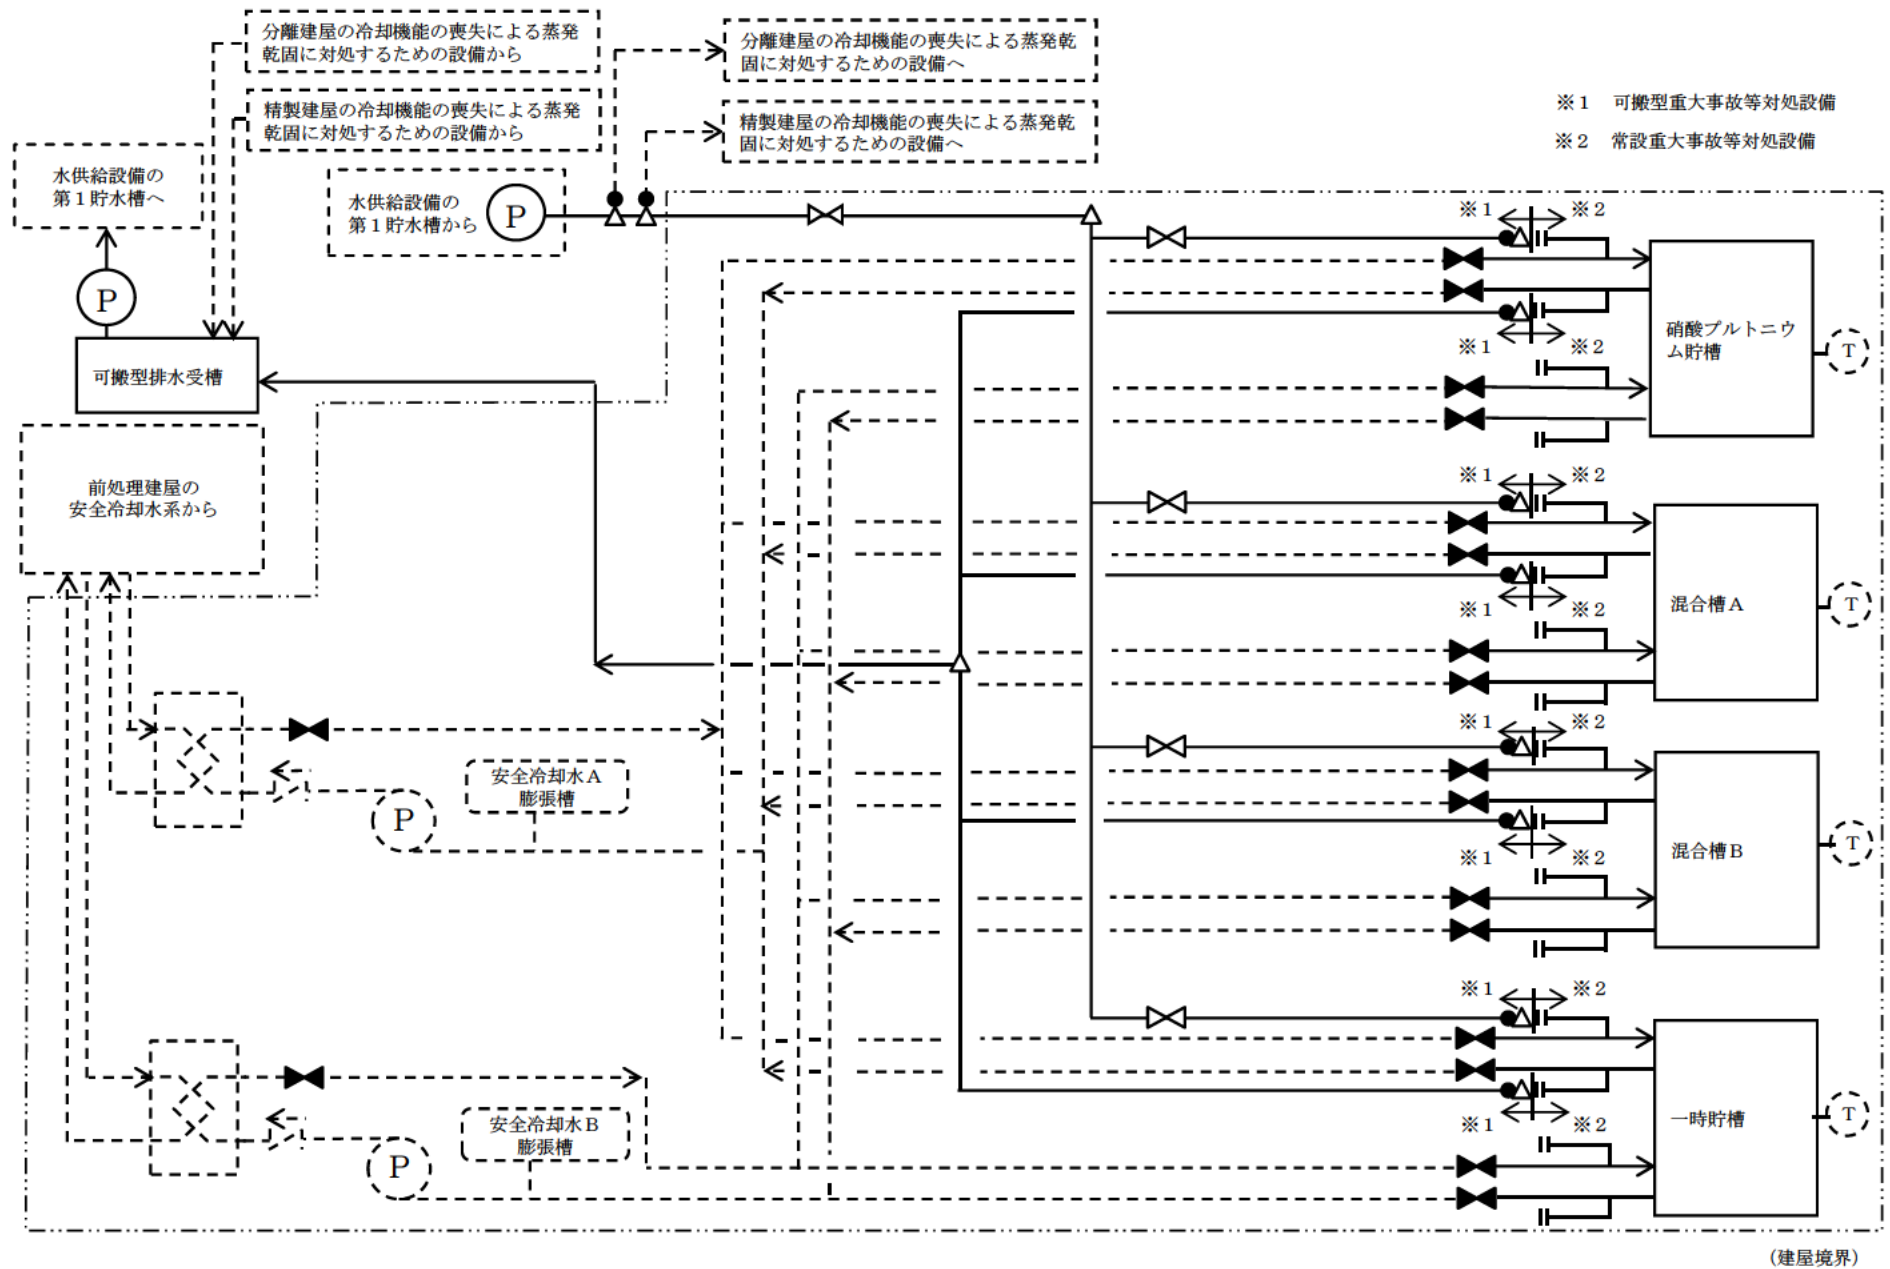 分離建屋の冷却機能の喪失による蒸発
乾固に対処するための設備から
精製建屋の冷却機能の喪失による蒸発
乾固に対処するための設備から
分離建屋の冷却機能の喪失による蒸発乾
固に対処するための設備へ
精製建屋の冷却機能の喪失による蒸発乾
固に対処するための設備へ
※1 可搬型重大事故等対処設備
※2 常設重大事故等対処設備
水供給設備の
第1貯水槽へ
水供給設備の
第1貯水槽から
P
P
可搬型排水受槽
前処理建屋の
安全冷却水系から
※1 ※2
※1 ※2
硝酸プルトニウ
ム貯槽
T
※1 ※2
※1 ※2
混合槽A
T
※1 ※2
※1 ※2
混合槽B
T
安全冷却水A
膨張槽
P
※1 ※2
※1 ※2
一時貯槽
T
安全冷却水B
膨張槽
P
(建屋境界)